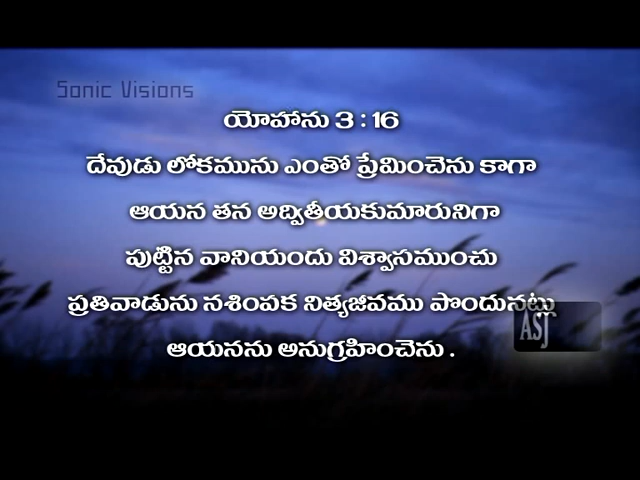 Sonic Visions
యోహాను 3 : 16
దేవుడు లోకమును ఎంతో ప్రేమించెను కాగా
ఆయన తన అద్వితీయకుమారునిగా
పుట్టిన వానియందు విశ్వాసముంచు
ప్రతివాడును నశింపక నిత్యజీవము పొందునట్లు
ఆయనను అనుగ్రహించెను .
ASJ